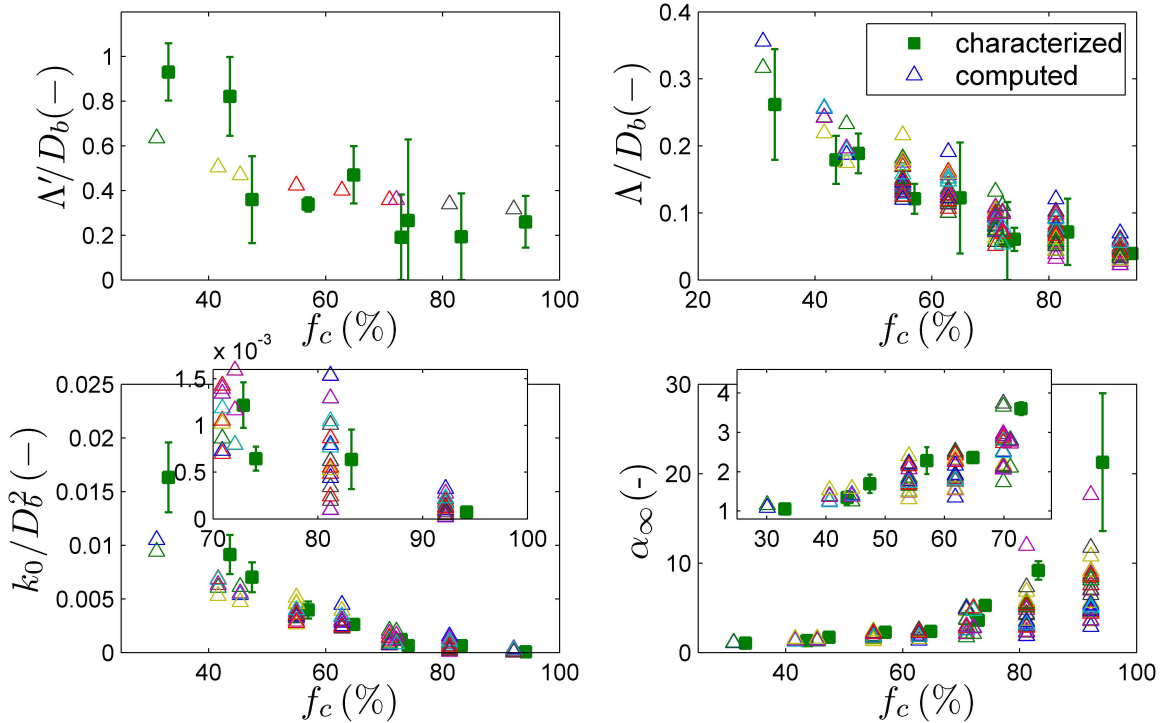 1
0.8
0.6
0.4
0.2
0
40 60 80 100
Λ′/D_b(−)
f_c (%)
0.4
0.3
0.2
0.1
0
20 40 60 80
Λ/D_b(−)
f_c (%)
characterized
computed
0.025
0.02
0.015
0.01
0.005
0
40 60 80 100
k_0/D_b^2(−)
f_c (%)
x 10^-3
1.5
1
0.5
0
70 80 90 100
30
20
10
0
20 40 60 80 100
α_∞ (-)
f_c (%)
4
3
2
1
30 40 50 60 70